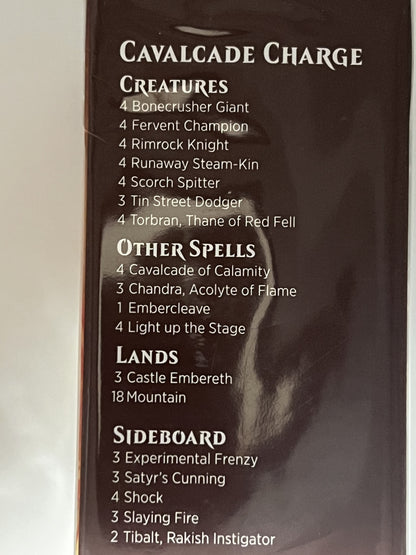 CAVALCADE CHARGE
CREATURES
4 Bonecrusher Giant
4 Fervent Champion
4 Rimrock Knight
4 Runaway Steam-Kin
4 Scorch Spitter
3 Tin Street Dodger
4 Torbran, Thane of Red Fell
OTHER SPELLS
4 Cavalcade of Calamity
3 Chandra, Acolyte of Flame
1 Embercleave
4 Light up the Stage
LANDS
3 Castle Embereth
18 Mountain
SIDEBOARD
3 Experimental Frenzy
3 Satyr's Cunning
4 Shock
3 Slaying Fire
2 Tibalt, Rakish Instigator